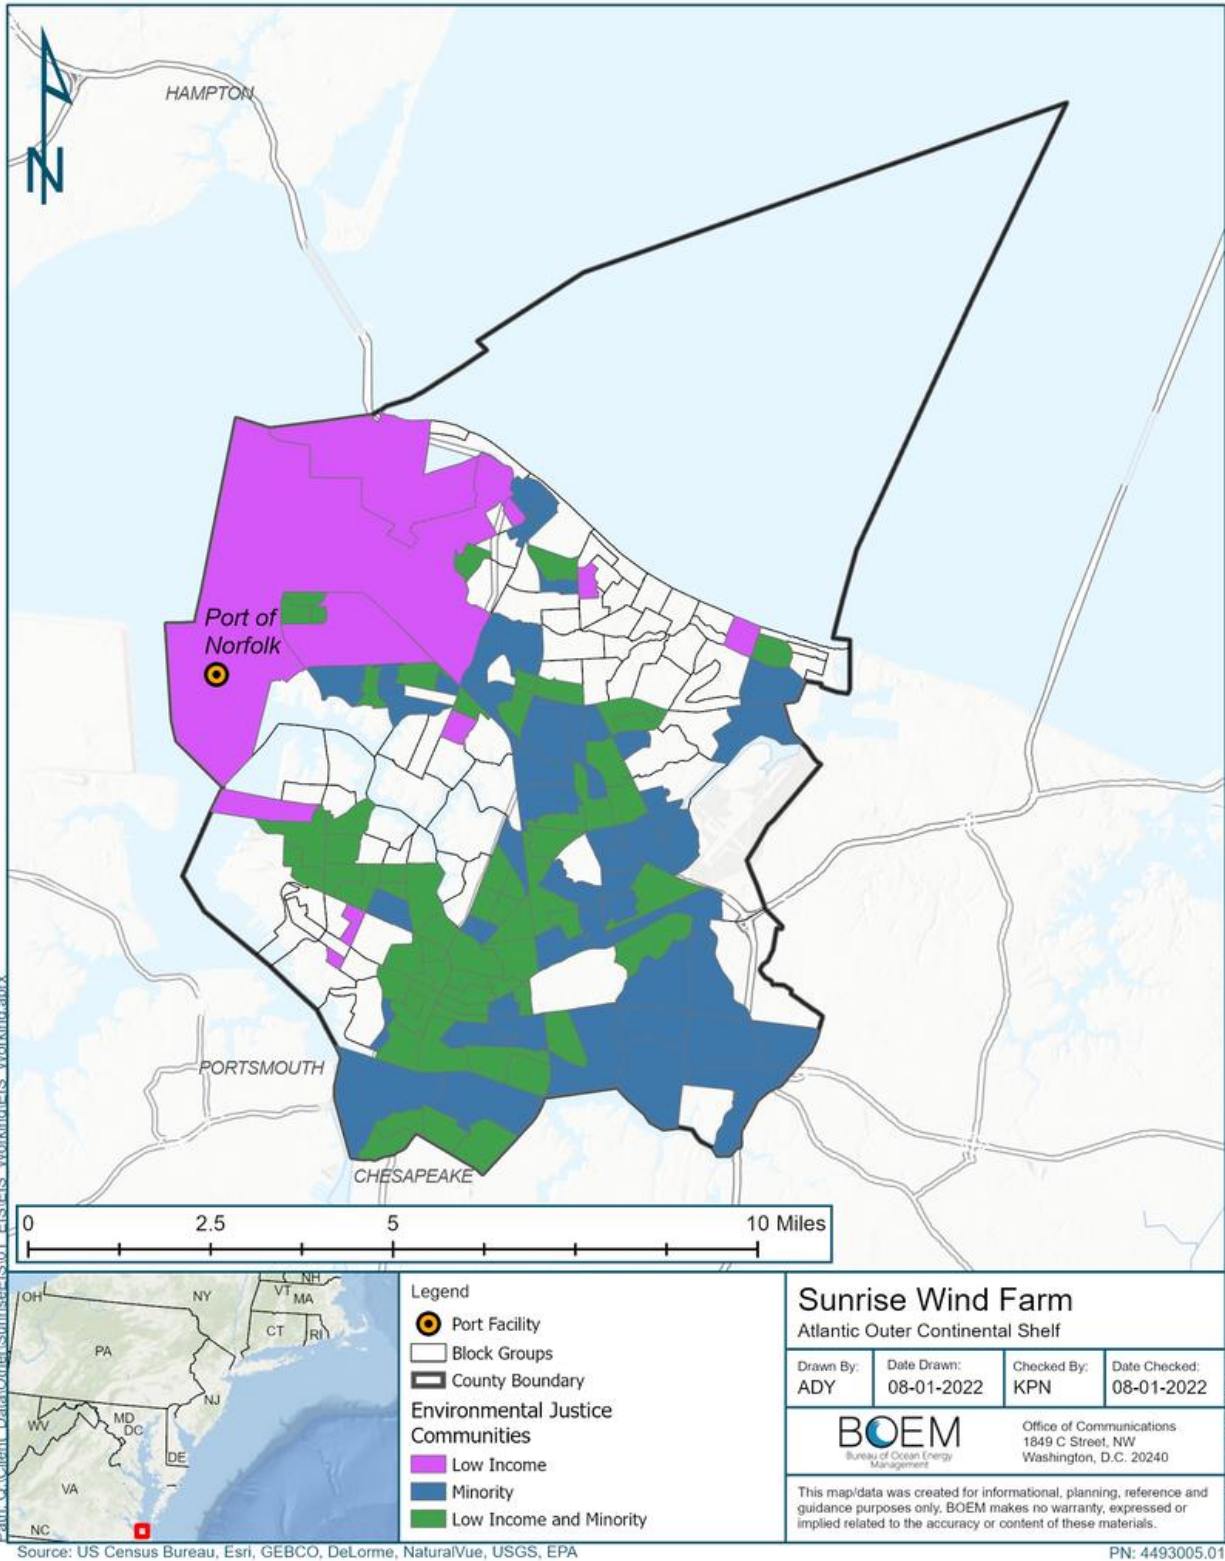 N
HAMPTON
Port of
Norfolk
PORTSMOUTH
CHESAPEAKE
0 2.5 5 10 Miles
OH
NY
VT
NH
MA
CT
RI
PA
NJ
WV
MD
DC
DE
VA
NC
Legend
Port Facility
Block Groups
County Boundary
Environmental Justice
Communities
Low Income
Minority
Low Income and Minority
Sunrise Wind Farm
Atlantic Outer Continental Shelf
Drawn By:
ADY
Date Drawn:
08-01-2022
Checked By:
KPN
Date Checked:
08-01-2022
BOEM
Bureau of Ocean Energy
Management
Office of Communications
1849 C Street, NW
Washington, D.C. 20240
This map/data was created for informational, planning, reference and
guidance purposes only. BOEM makes no warranty, expressed or
implied related to the accuracy or content of these materials.
Source: US Census Bureau, Esri, GEBCO, DeLorme, NaturalVue, USGS, EPA
PN: 4493005.01